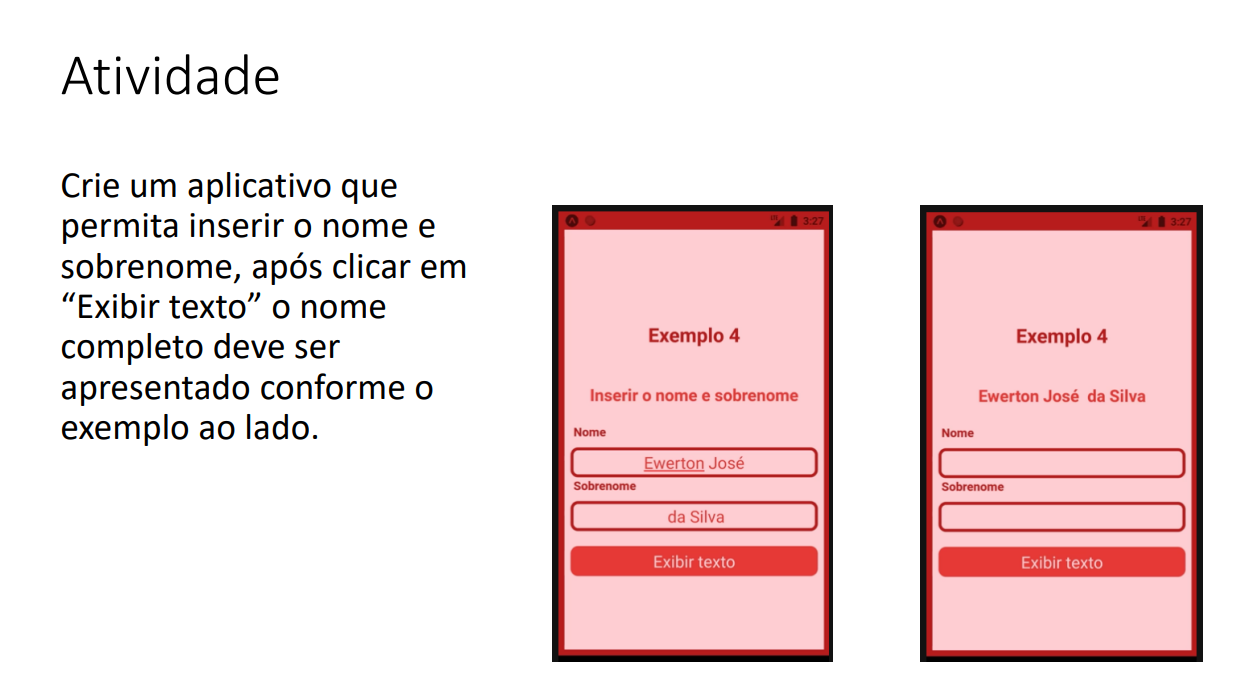 Atividade
Crie um aplicativo que
permita inserir o nome e
sobrenome, após clicar em
“Exibir texto” o nome
completo deve ser
apresentado conforme o
exemplo ao lado.
3:27
Exemplo 4
Inserir o nome e sobrenome
Nome
Ewerton José
Sobrenome
da Silva
Exibir texto
3:27
Exemplo 4
Ewerton José  da Silva
Nome
Sobrenome
Exibir texto